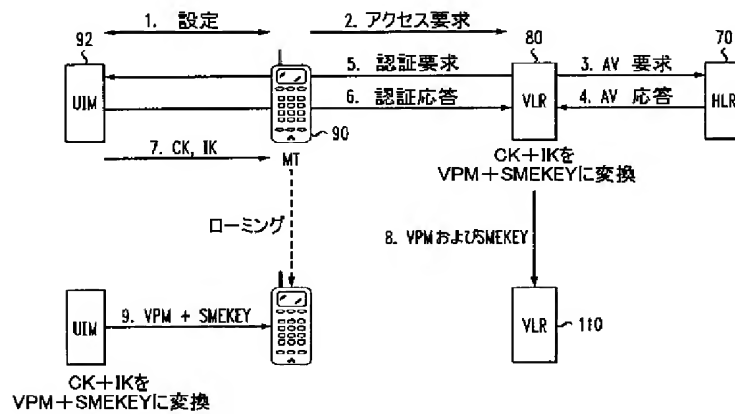 1. 設定
2. アクセス要求
92
80
70
5. 認証要求
3. AV 要求
UIM
6. 認証応答
VLR
4. AV 応答
HLR
7. CK, IK
90
MT
CK+IKを
VPM+SMEKEYに変換
ローミング
8. VPMおよびSMEKEY
UIM
9. VPM + SMEKEY
VLR
110
CK+IKを
VPM+SMEKEYに変換